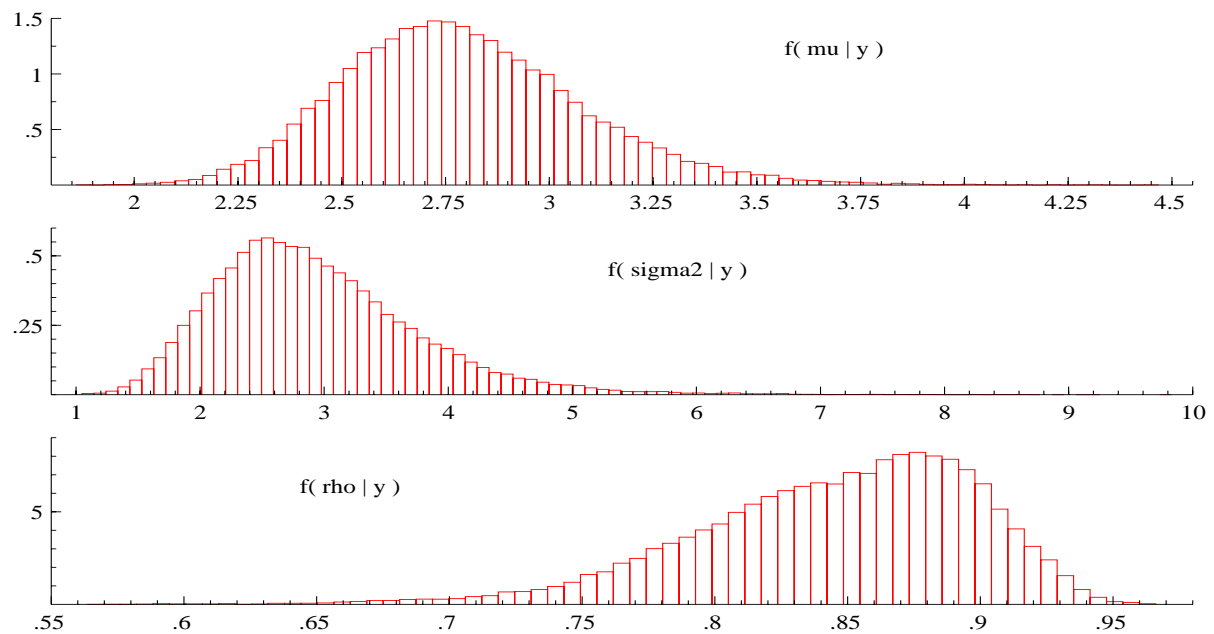 1.5
f( mu | y )
1
.5
2 2.25 2.5 2.75 3 3.25 3.5 3.75 4 4.25 4.5
.5
f( sigma2 | y )
.25
1 2 3 4 5 6 7 8 9 10
f( rho | y )
5
.55 .6 .65 .7 .75 .8 .85 .9 .95